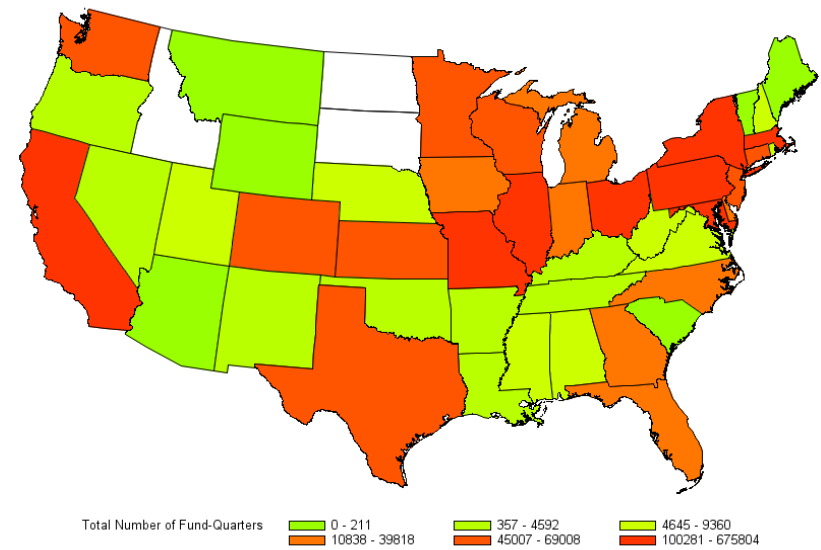 Total Number of Fund-Quarters 0 - 211 357 - 4592 4645 - 9360
10838 - 39818 45007 - 69008 100281 - 675804